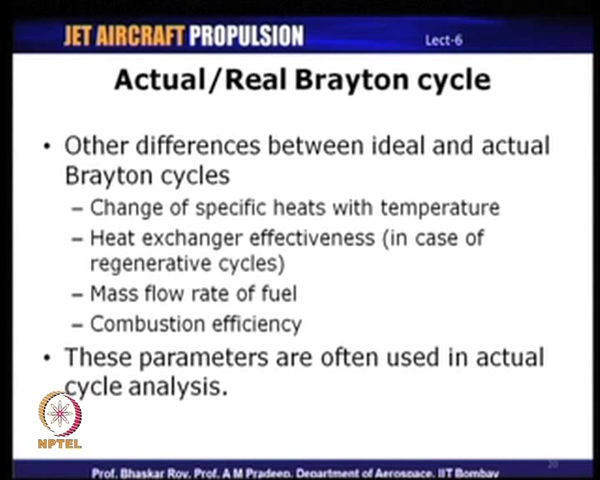 JET AIRCRAFT PROPULSION
Lect-6
Actual/Real Brayton cycle
• Other differences between ideal and actual
Brayton cycles
– Change of specific heats with temperature
– Heat exchanger effectiveness (in case of
regenerative cycles)
– Mass flow rate of fuel
– Combustion efficiency
• These parameters are often used in actual
cycle analysis.
NPTEL
Prof. Bhaskar Roy, Prof. A M Pradeep, Department of Aerospace, IIT Bombay
20